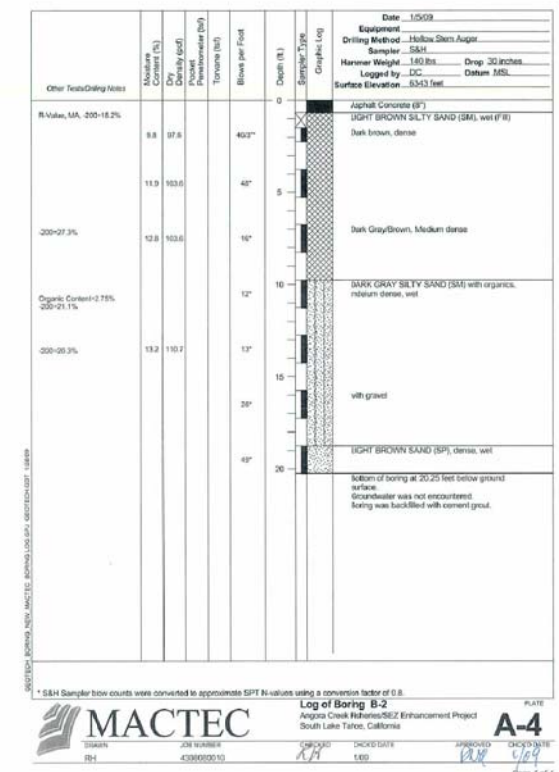 Date 1/5/09
Equipment
Drilling Method Hollow Stem Auger
Sampler S&H
Hammer Weight 140 lbs Drop 30 inches
Logged by DC Datum MSL
Surface Elevation 6343 feet
Other Tests/Drilling Notes
Moisture Content (%)
Dry Density (pcf)
Pocket Penetrometer (tsf)
Torvane (tsf)
Blows per Foot
Depth (ft.)
Sampler Type
Graphic Log
0
Asphalt Concrete (8")
R-Value, MA, -200=18.2%
LIGHT BROWN SILTY SAND (SM), wet (Fill)
9.8 97.6
Dark brown, dense
11.9 103.6 48*
5
-200=27.3%
12.8 103.6 16*
Dark Gray/Brown, Medium dense
10
DARK GRAY SILTY SAND (SM) with organics,
medium dense, wet
12*
Organic Content=2.75%
-200=21.1%
-200=20.3%
13.2 110.7 13*
15
with gravel
28*
LIGHT BROWN SAND (SP), dense, wet
49*
20
Bottom of boring at 20.25 feet below ground
surface.
Groundwater was not encountered.
Boring was backfilled with cement grout.
* S&H Sampler blow counts were converted to approximate SPT N-values using a conversion factor of 0.8.
MACTEC
Log of Boring B-2
Angora Creek Fisheries/SEZ Enhancement Project
South Lake Tahoe, California
PLATE
A-4
DRAWN
RH
JOB NUMBER
4308080010
CHECKED
CHCK'D DATE
1/09
APPROVED
CHCK'D DATE